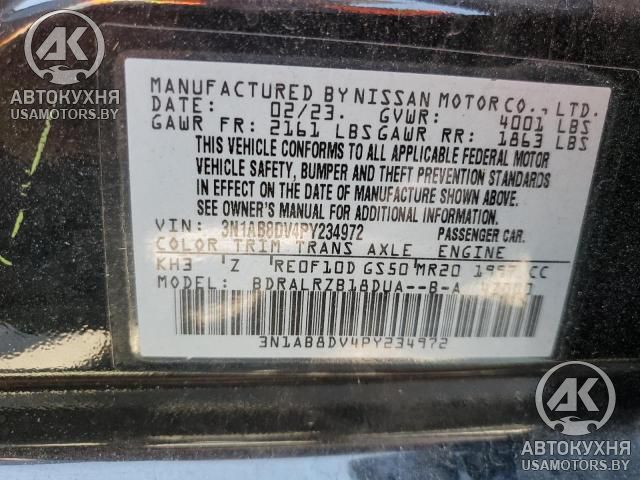 АК
АВТОКУХНЯ
USAMOTORS.BY
MANUFACTURED BY NISSAN MOTOR CO., LTD.
DATE: 02/23. GVWR: 4001 LBS
GAWR FR: 2161 LBS GAWR RR: 1863 LBS
THIS VEHICLE CONFORMS TO ALL APPLICABLE FEDERAL MOTOR
VEHICLE SAFETY, BUMPER AND THEFT PREVENTION STANDARDS
IN EFFECT ON THE DATE OF MANUFACTURE SHOWN ABOVE.
SEE OWNER'S MANUAL FOR ADDITIONAL INFORMATION.
VIN: 3N1AB8DV4PY234972 PASSENGER CAR.
COLOR TRIM TRANS AXLE ENGINE
KH3 Z RE0F10D GS50 MR20 1997 CC
MODEL: BDRALRZB18DUA--B-A
3N1AB8DV4PY234972
АК
АВТОКУХНЯ
USAMOTORS.BY